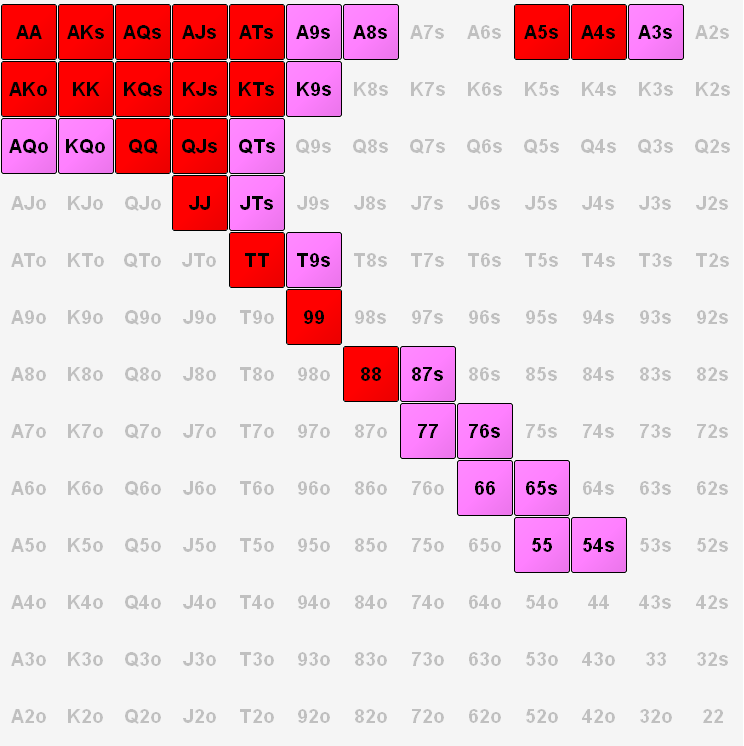 AA AKs AQs AJs ATs A9s A8s A7s A6s A5s A4s A3s A2s
AKo KK KQs KJs KTs K9s K8s K7s K6s K5s K4s K3s K2s
AQo KQo QQ QJs QTs Q9s Q8s Q7s Q6s Q5s Q4s Q3s Q2s
AJo KJo QJo JJ JTs J9s J8s J7s J6s J5s J4s J3s J2s
ATo KTo QTo JTo TT T9s T8s T7s T6s T5s T4s T3s T2s
A9o K9o Q9o J9o T9o 99 98s 97s 96s 95s 94s 93s 92s
A8o K8o Q8o J8o T8o 98o 88 87s 86s 85s 84s 83s 82s
A7o K7o Q7o J7o T7o 97o 87o 77 76s 75s 74s 73s 72s
A6o K6o Q6o J6o T6o 96o 86o 76o 66 65s 64s 63s 62s
A5o K5o Q5o J5o T5o 95o 85o 75o 65o 55 54s 53s 52s
A4o K4o Q4o J4o T4o 94o 84o 74o 64o 54o 44 43s 42s
A3o K3o Q3o J3o T3o 93o 83o 73o 63o 53o 43o 33 32s
A2o K2o Q2o J2o T2o 92o 82o 72o 62o 52o 42o 32o 22